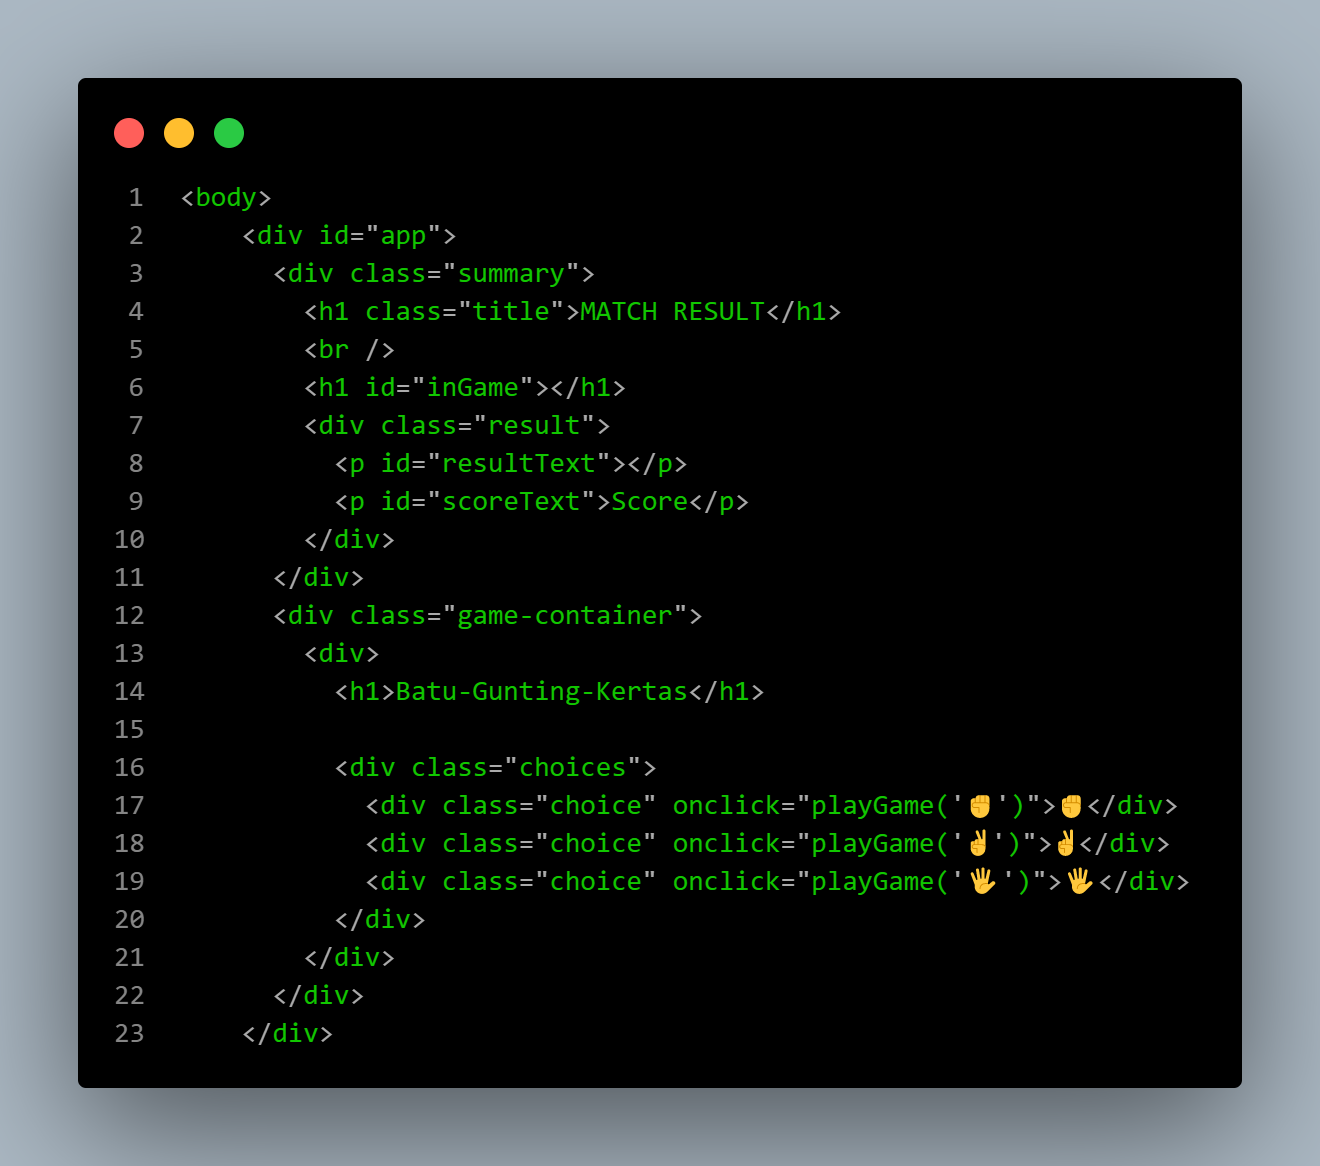 1 <body>
2 <div id="app">
3 <div class="summary">
4 <h1 class="title">MATCH RESULT</h1>
5 <br />
6 <h1 id="inGame"></h1>
7 <div class="result">
8 <p id="resultText"></p>
9 <p id="scoreText">Score</p>
10 </div>
11 </div>
12 <div class="game-container">
13 <div>
14 <h1>Batu-Gunting-Kertas</h1>
15
16 <div class="choices">
17 <div class="choice" onclick="playGame('✊')">✊</div>
18 <div class="choice" onclick="playGame('✌')">✌</div>
19 <div class="choice" onclick="playGame('🖐')">🖐</div>
20 </div>
21 </div>
22 </div>
23 </div>